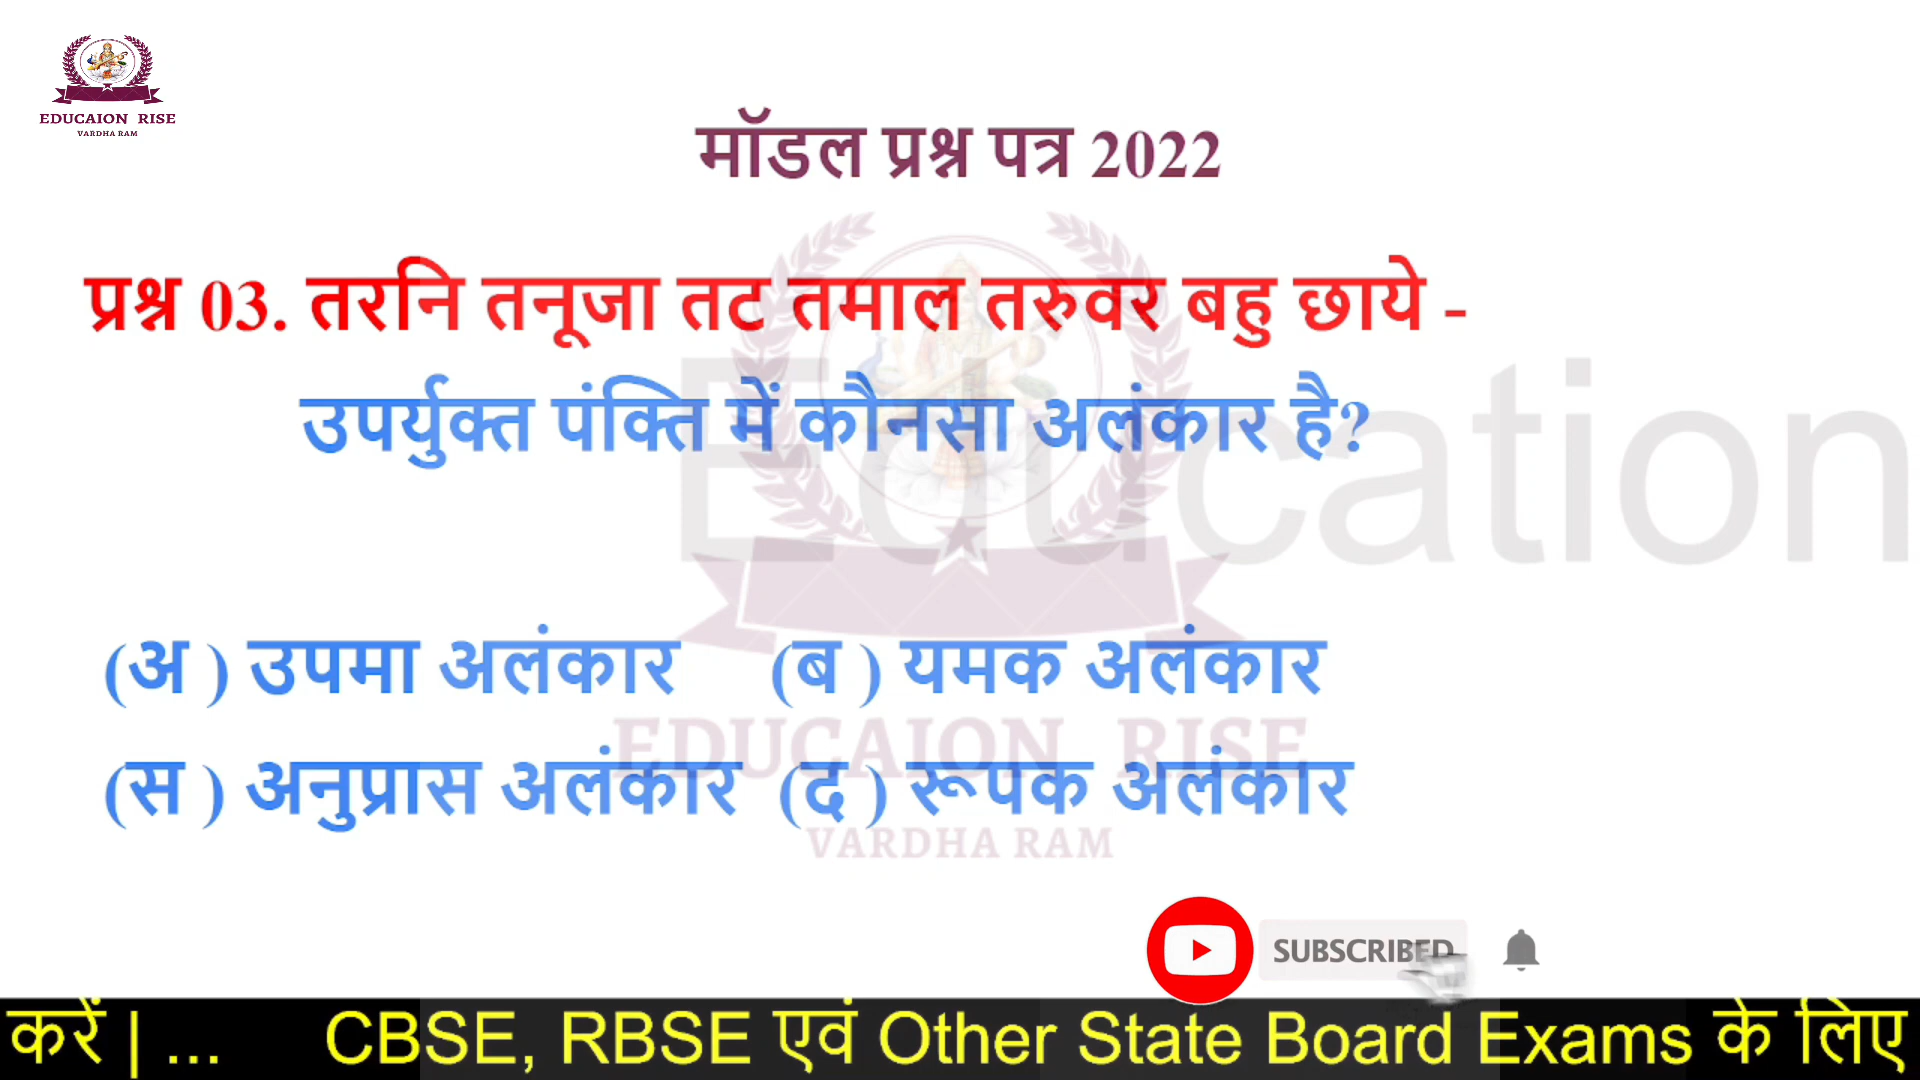 EDUCAION RISE
VARDHA RAM
मॉडल प्रश्न पत्र 2022
प्रश्न 03. तरनि तनूजा तट तमाल तरुवर बहु छाये -
उपर्युक्त पंक्ति में कौनसा अलंकार है?
Education
(अ ) उपमा अलंकार (ब ) यमक अलंकार
EDUCAION RISE
(स ) अनुप्रास अलंकार (द ) रूपक अलंकार
VARDHA RAM
SUBSCRIBED
करें | ... CBSE, RBSE एवं Other State Board Exams के लिए